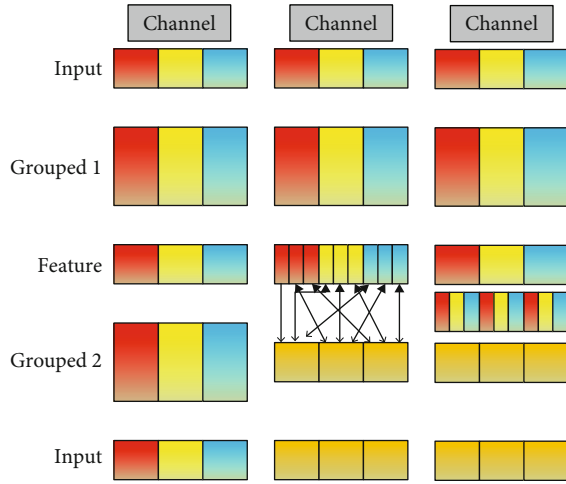 Channel Channel Channel
Input
Grouped 1
Feature
Grouped 2
Input